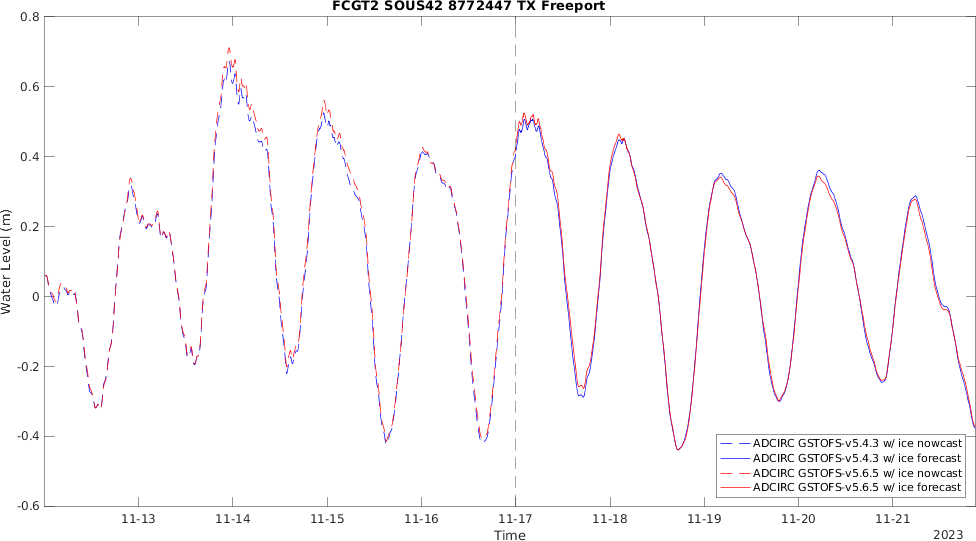 FCGT2 SOUS42 8772447 TX Freeport
0.8
0.6
0.4
0.2
0
-0.2
-0.4
-0.6
Water Level (m)
ADCIRC GSTOFS-v5.4.3 w/ ice nowcast
ADCIRC GSTOFS-v5.4.3 w/ ice forecast
ADCIRC GSTOFS-v5.6.5 w/ ice nowcast
ADCIRC GSTOFS-v5.6.5 w/ ice forecast
11-13 11-14 11-15 11-16 11-17 11-18 11-19 11-20 11-21
Time
2023